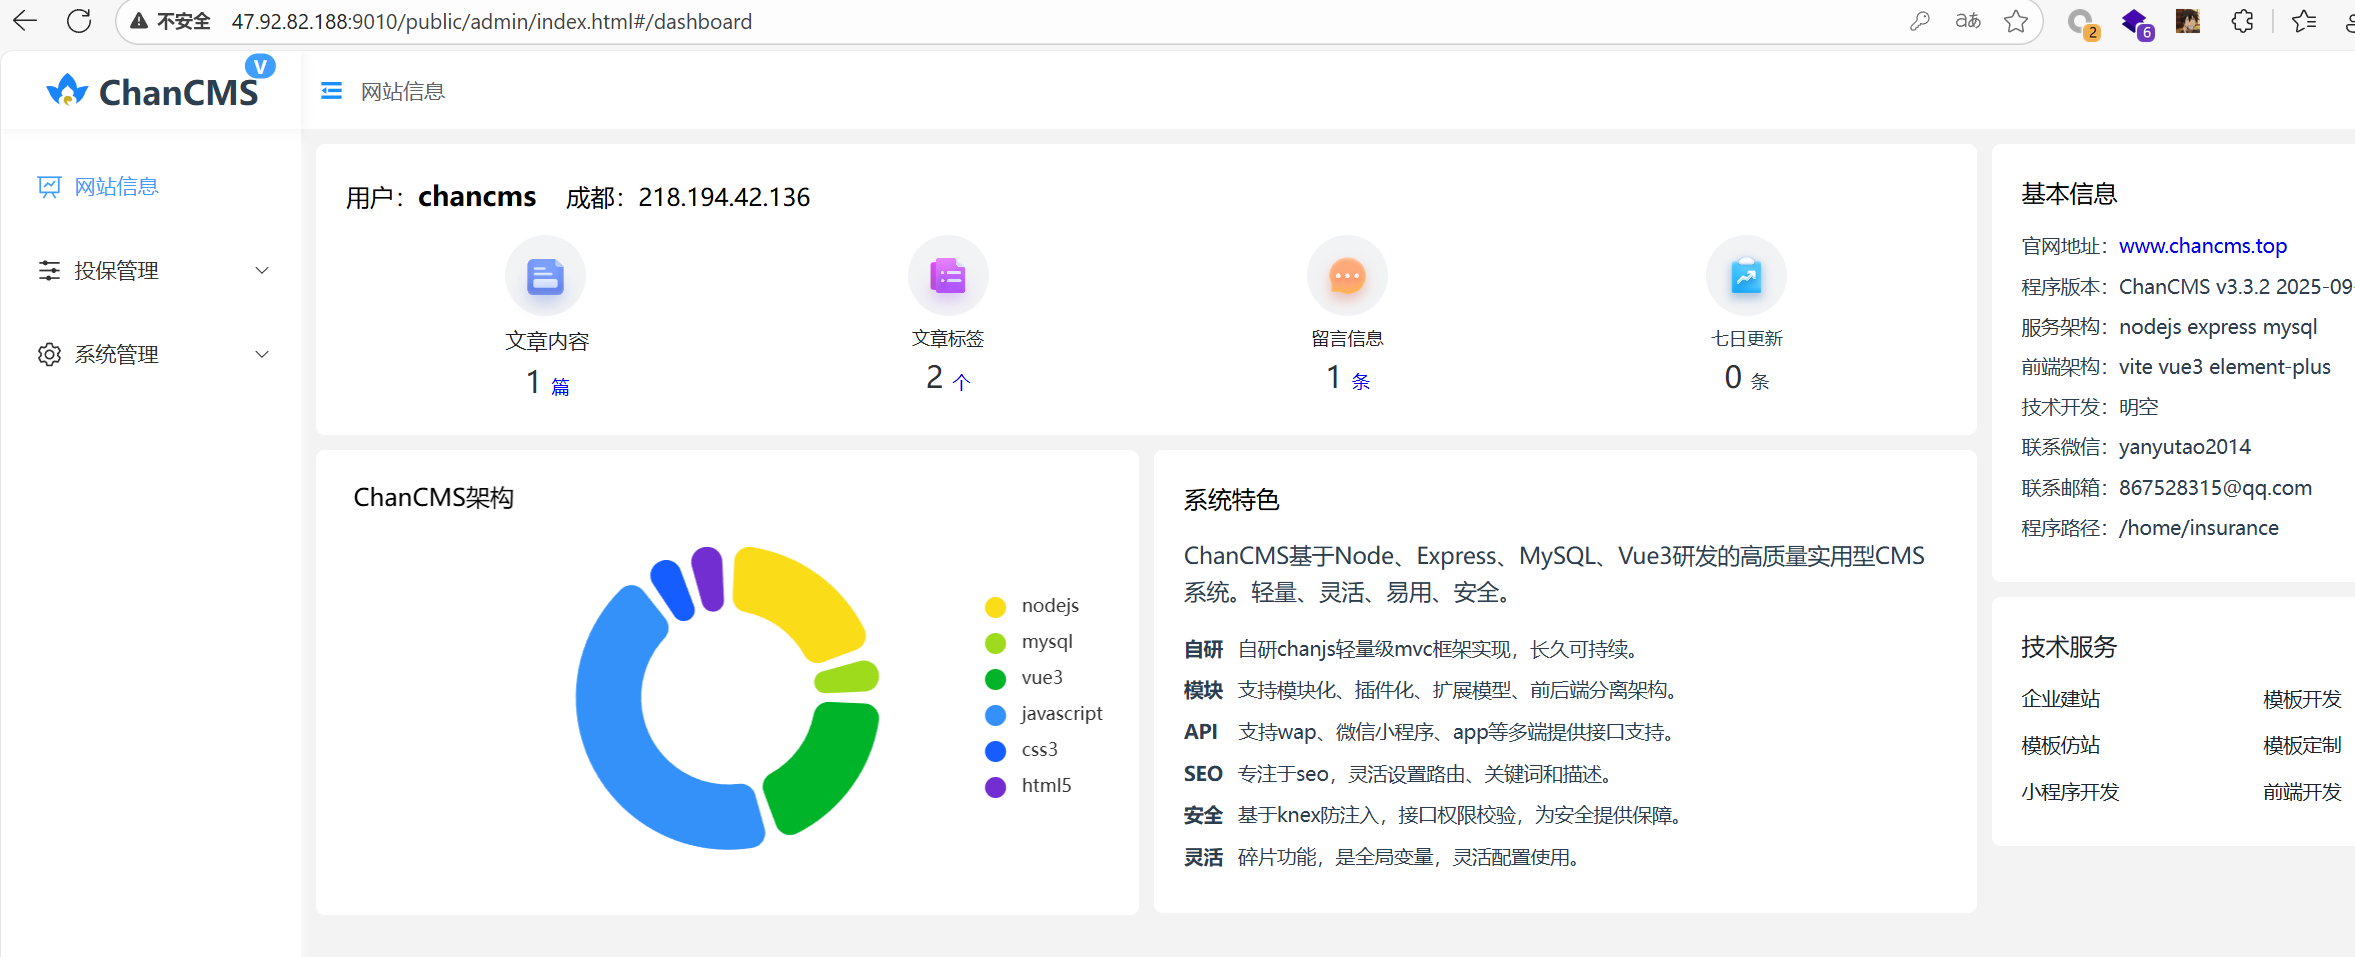 不安全 47.92.82.188:9010/public/admin/index.html#/dashboard
aあ
2
6
ChanCMS
V
网站信息
网站信息
投保管理
系统管理
用户：chancms 成都：218.194.42.136
文章内容
1 篇
文章标签
2 个
留言信息
1 条
七日更新
0 条
ChanCMS架构
nodejs
mysql
vue3
javascript
css3
html5
系统特色
ChanCMS基于Node、Express、MySQL、Vue3研发的高质量实用型CMS
系统。轻量、灵活、易用、安全。
自研 自研chanjs轻量级mvc框架实现，长久可持续。
模块 支持模块化、插件化、扩展模型、前后端分离架构。
API 支持wap、微信小程序、app等多端提供接口支持。
SEO 专注于seo，灵活设置路由、关键词和描述。
安全 基于knex防注入，接口权限校验，为安全提供保障。
灵活 碎片功能，是全局变量，灵活配置使用。
基本信息
官网地址：www.chancms.top
程序版本：ChanCMS v3.3.2 2025-09-
服务架构：nodejs express mysql
前端架构：vite vue3 element-plus
技术开发：明空
联系微信：yanyutao2014
联系邮箱：867528315@qq.com
程序路径：/home/insurance
技术服务
企业建站 模板开发
模板仿站 模板定制
小程序开发 前端开发